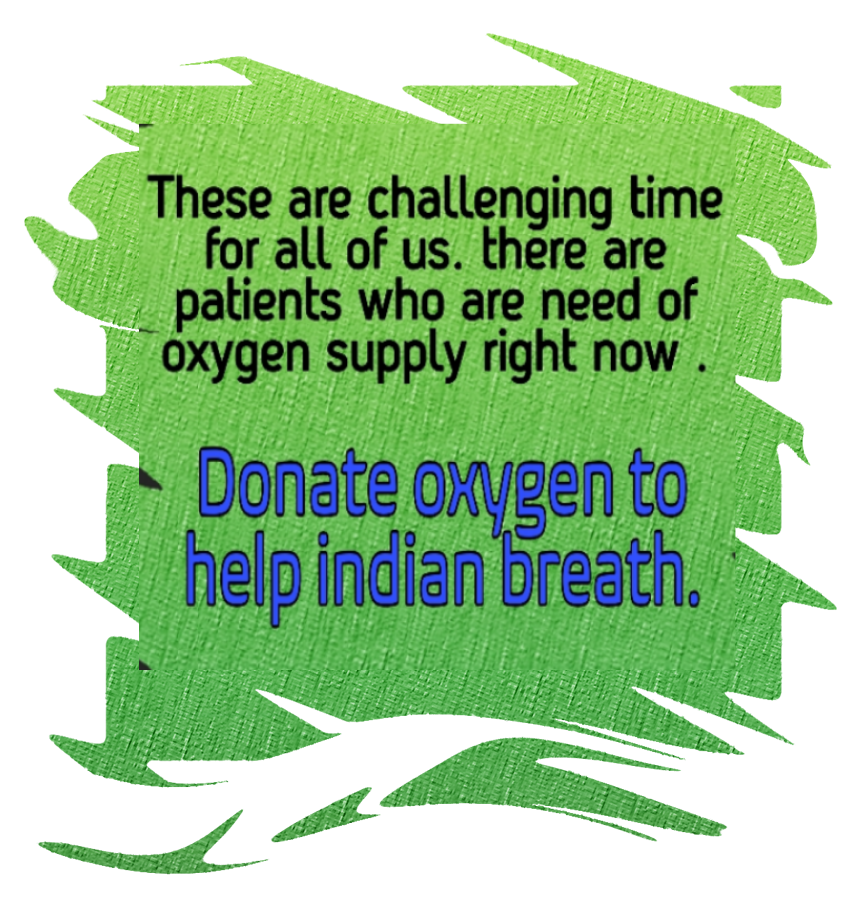 These are challenging time
for all of us. there are
patients who are need of
oxygen supply right now .
Donate oxygen to
help indian breath.